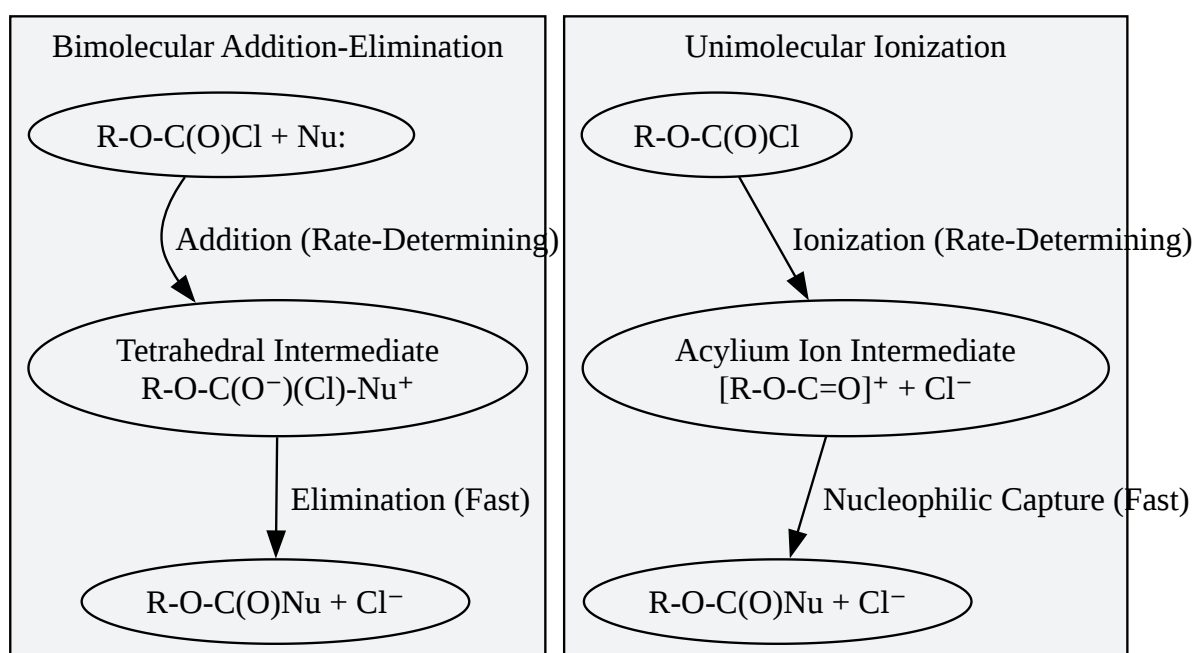 Bimolecular Addition-Elimination
R-O-C(O)Cl + Nu:
Addition (Rate-Determining)
Tetrahedral Intermediate
R-O-C(O⁻)(Cl)-Nu⁺
Elimination (Fast)
R-O-C(O)Nu + Cl⁻
Unimolecular Ionization
R-O-C(O)Cl
Ionization (Rate-Determining)
Acylium Ion Intermediate
[R-O-C=O]⁺ + Cl⁻
Nucleophilic Capture (Fast)
R-O-C(O)Nu + Cl⁻